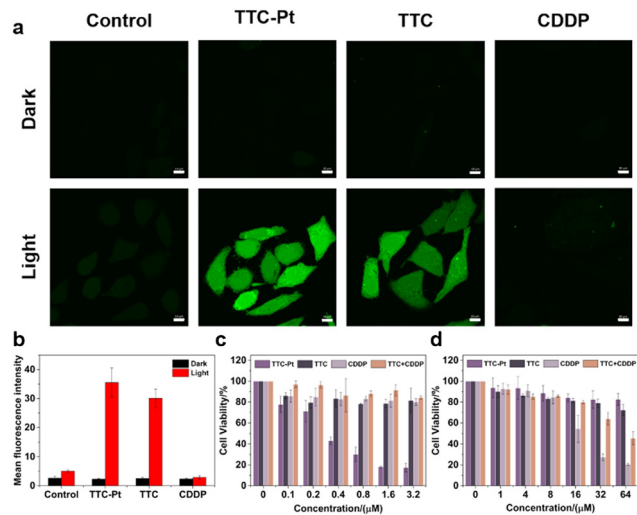 a
Control TTC-Pt TTC CDDP
Dark
Light
b
Mean fluorescence intensity
40
30
20
10
0
Dark
Light
Control TTC-Pt TTC CDDP
c
Cell Viability/%
120
100
80
60
40
20
0
TTC-Pt TTC CDDP TTC+CDDP
0 0.1 0.2 0.4 0.8 1.6 3.2
Concentration/(μM)
d
Cell Viability/%
120
100
80
60
40
20
0
TTC-Pt TTC CDDP TTC+CDDP
0 1 4 8 16 32 64
Concentration/(μM)